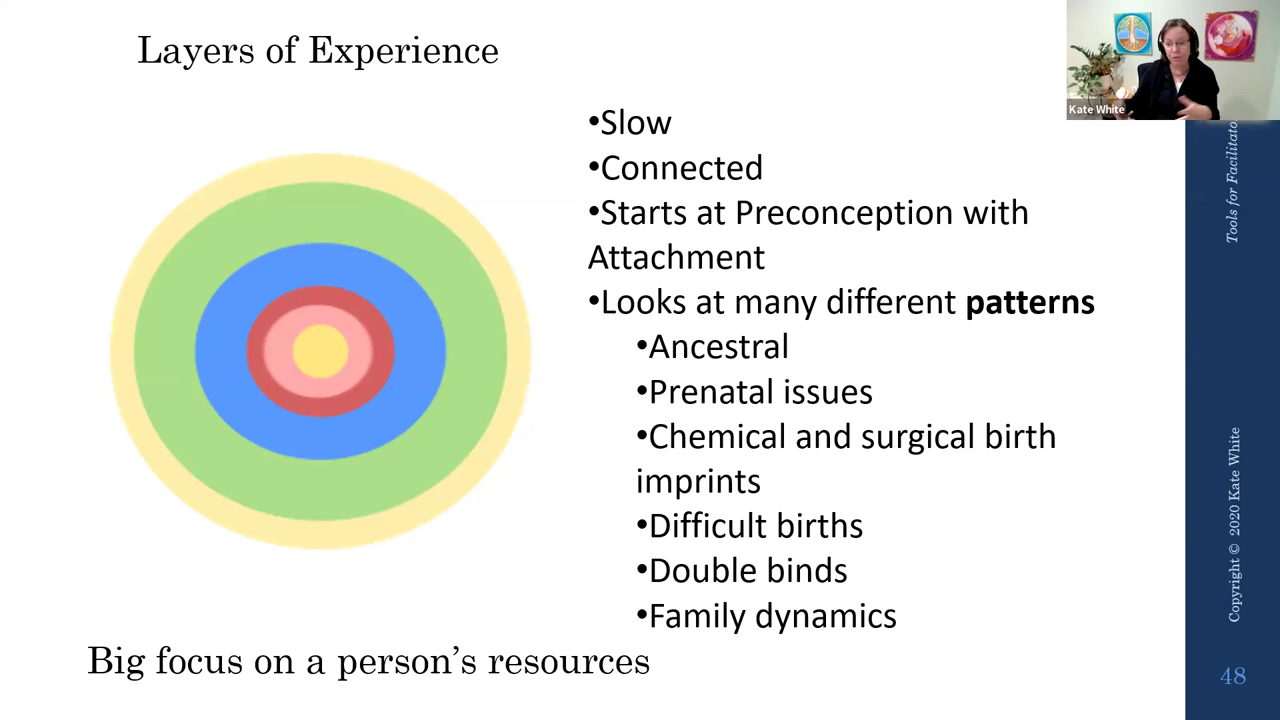 Layers of Experience
•Slow
•Connected
•Starts at Preconception with
Attachment
•Looks at many different patterns
•Ancestral
•Prenatal issues
•Chemical and surgical birth
imprints
•Difficult births
•Double binds
•Family dynamics
Big focus on a person’s resources
Kate White
Tools for
Copyright © 2020 Kate White
48